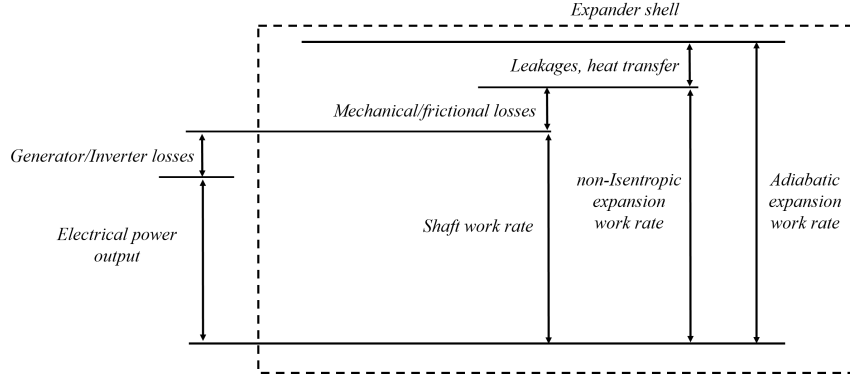 Expander shell
Leakages, heat transfer
Mechanical/frictional losses
Generator/Inverter losses
Electrical power
output
Shaft work rate
non-Isentropic
expansion
work rate
Adiabatic
expansion
work rate